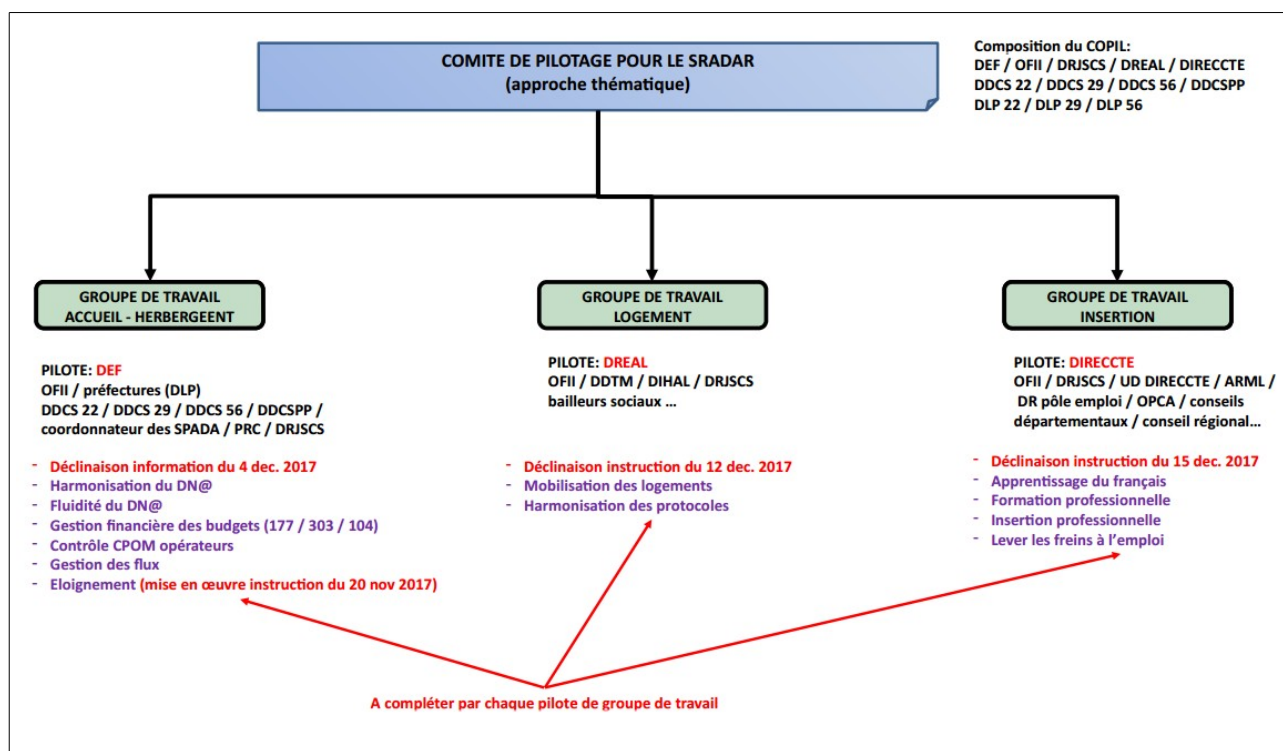 COMITE DE PILOTAGE POUR LE SRADAR
(approche thématique)
Composition du COPIL:
DEF / OFII / DRJSCS / DREAL / DIRECCTE
DDCS 22 / DDCS 29 / DDCS 56 / DDCSPP
DLP 22 / DLP 29 / DLP 56
GROUPE DE TRAVAIL
ACCUEIL - HERBERGEENT
PILOTE: DEF
OFII / préfectures (DLP)
DDCS 22 / DDCS 29 / DDCS 56 / DDCSPP /
coordonnateur des SPADA / PRC / DRJSCS
- Déclinaison information du 4 dec. 2017
- Harmonisation du DN@
- Fluidité du DN@
- Gestion financière des budgets (177 / 303 / 104)
- Contrôle CPOM opérateurs
- Gestion des flux
- Eloignement (mise en œuvre instruction du 20 nov 2017)
GROUPE DE TRAVAIL
LOGEMENT
PILOTE: DREAL
OFII / DDTM / DIHAL / DRJSCS
bailleurs sociaux ...
- Déclinaison instruction du 12 dec. 2017
- Mobilisation des logements
- Harmonisation des protocoles
GROUPE DE TRAVAIL
INSERTION
PILOTE: DIRECCTE
OFII / DRJSCS / UD DIRECCTE / ARML /
DR pôle emploi / OPCA / conseils
départementaux / conseil régional...
- Déclinaison instruction du 15 dec. 2017
- Apprentissage du français
- Formation professionnelle
- Insertion professionnelle
- Lever les freins à l'emploi
A compléter par chaque pilote de groupe de travail